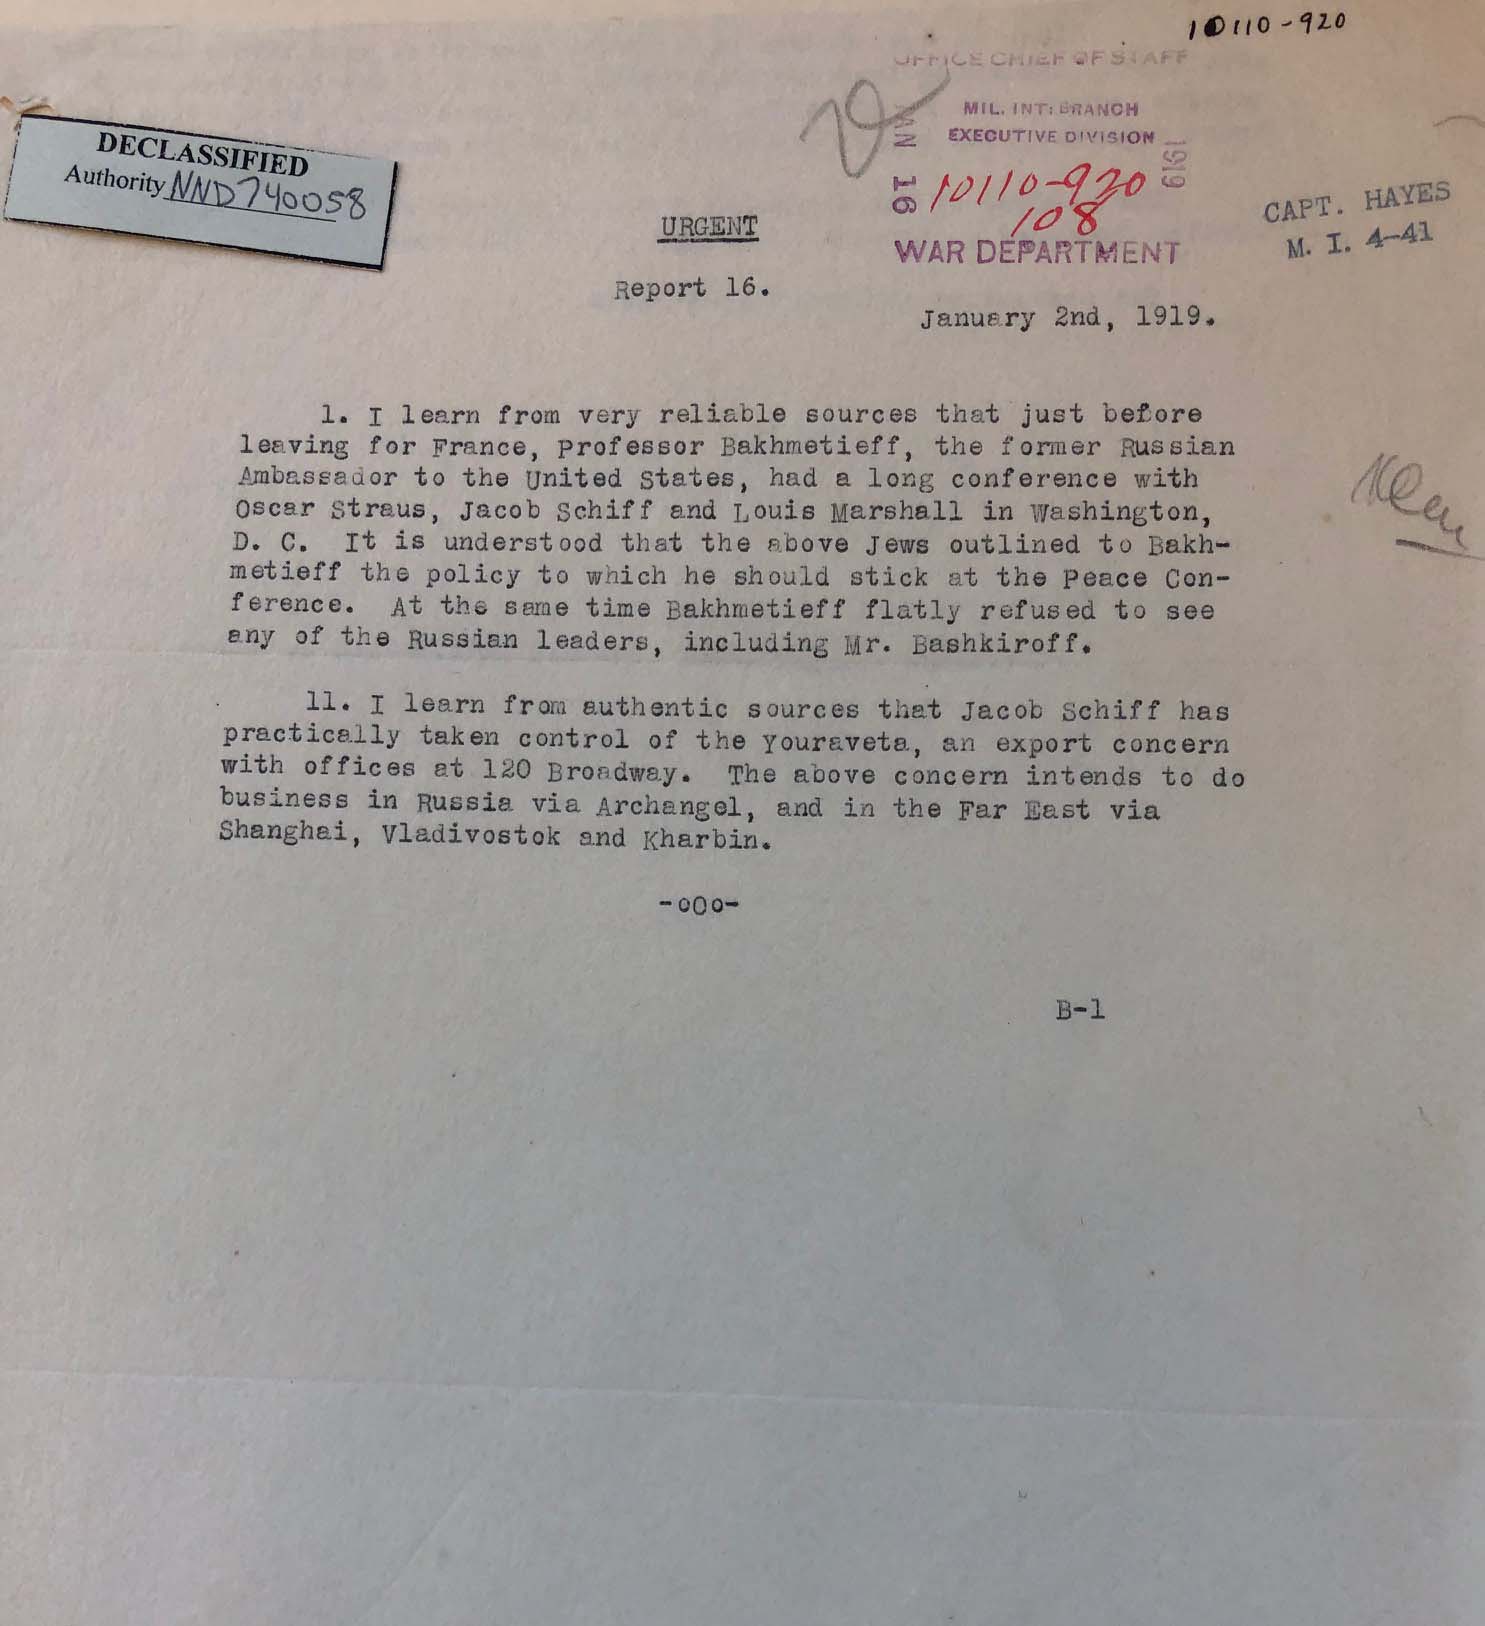 10110-920
OFFICE CHIEF OF STAFF
MIL. INT: BRANCH
EXECUTIVE DIVISION
JAN 16 1919
10110-920
108
WAR DEPARTMENT
DECLASSIFIED
Authority NND740058
CAPT. HAYES
M. I. 4-41
URGENT
Report 16.
January 2nd, 1919.
1. I learn from very reliable sources that just before
leaving for France, Professor Bakhmetieff, the former Russian
Ambassador to the United States, had a long conference with
Oscar Straus, Jacob Schiff and Louis Marshall in Washington,
D. C. It is understood that the above Jews outlined to Bakh-
metieff the policy to which he should stick at the Peace Con-
ference. At the same time Bakhmetieff flatly refused to see
any of the Russian leaders, including Mr. Bashkiroff.
11. I learn from authentic sources that Jacob Schiff has
practically taken control of the Youraveta, an export concern
with offices at 120 Broadway. The above concern intends to do
business in Russia via Archangel, and in the Far East via
Shanghai, Vladivostok and Kharbin.
-oOo-
B-1